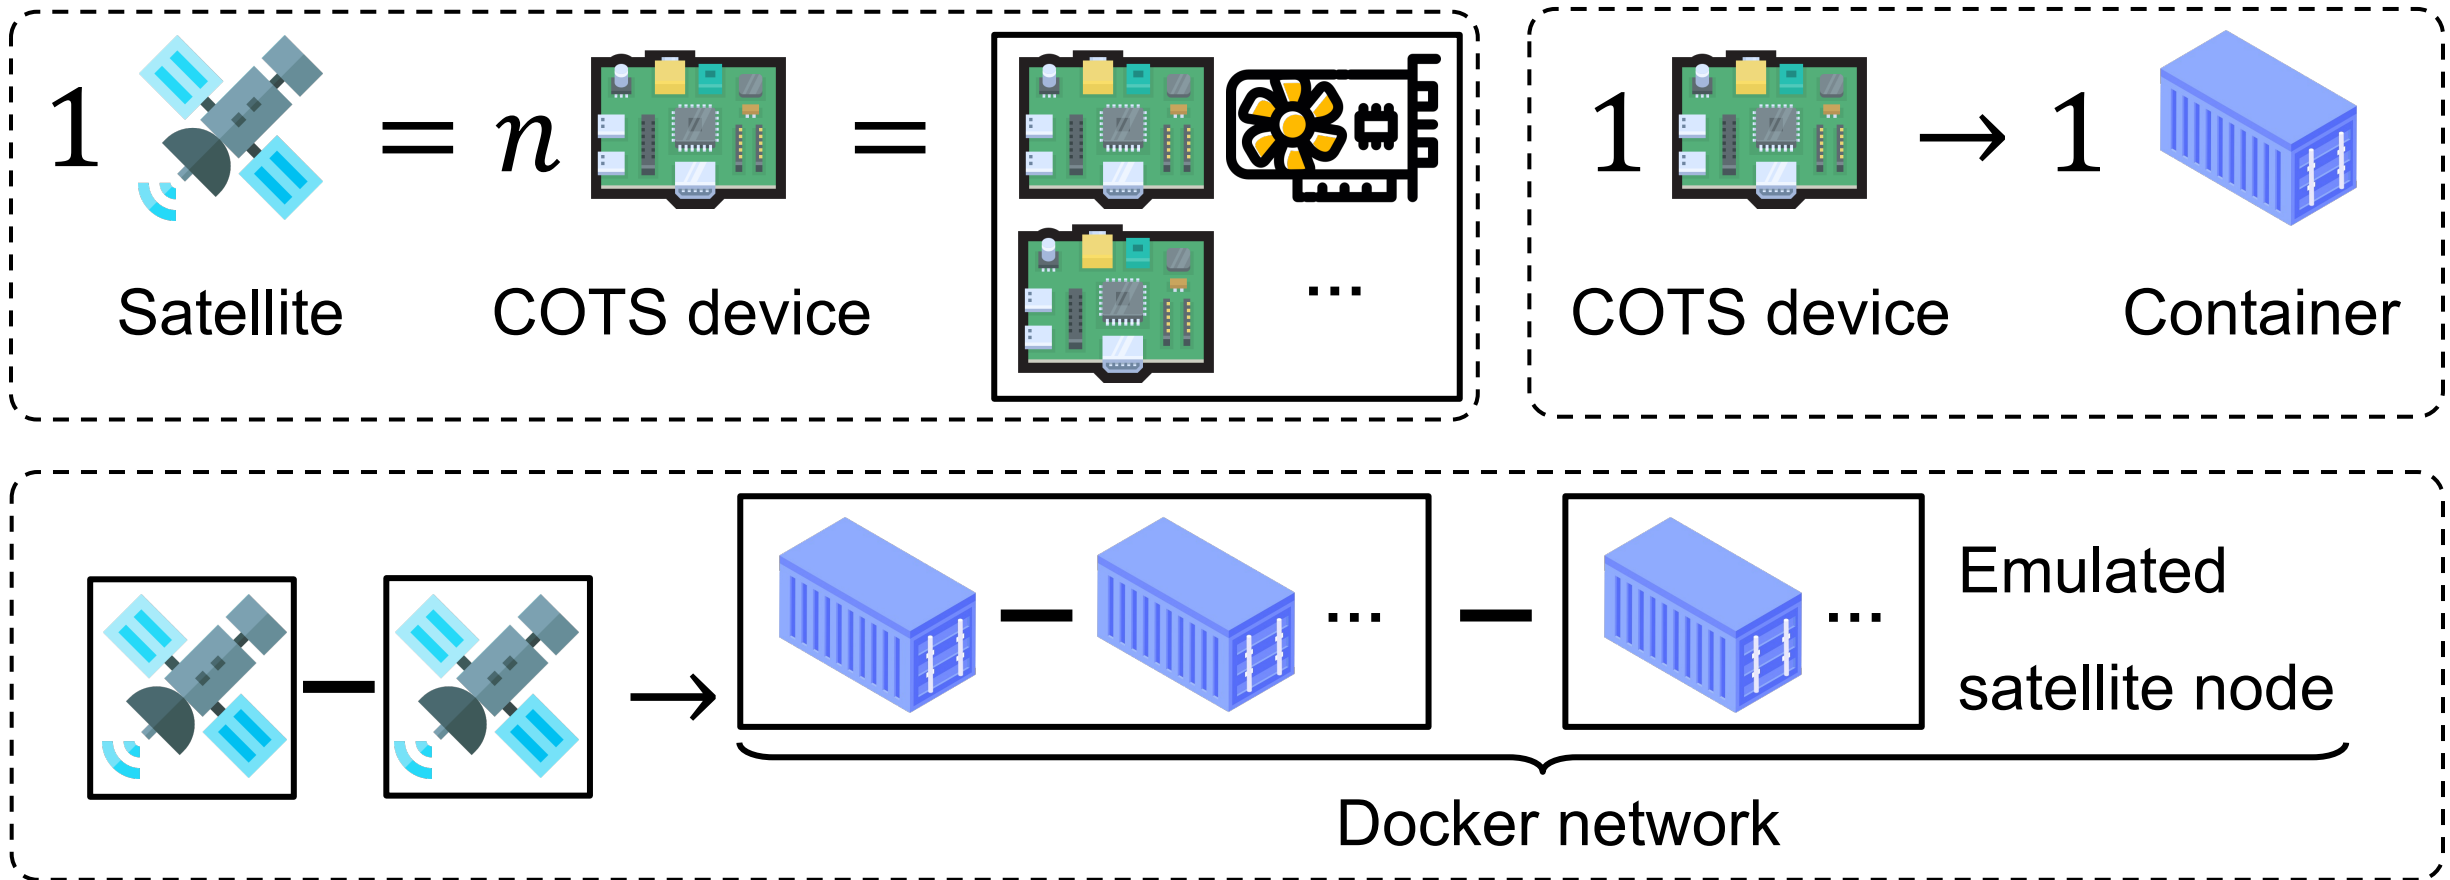 1 = n =
Satellite
COTS device
...
1 → 1
COTS device
Container
→ ... ...
Emulated
satellite node
Docker network